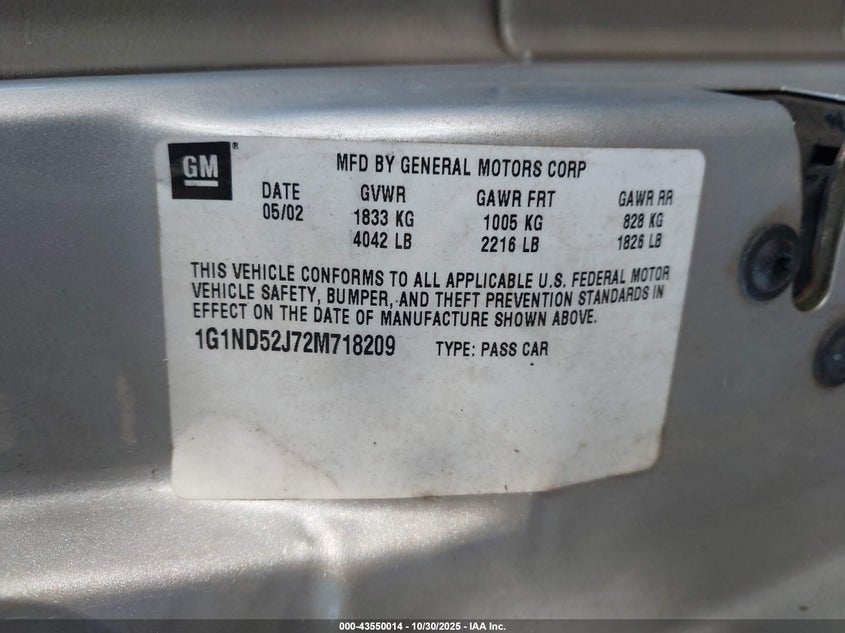 GM®
MFD BY GENERAL MOTORS CORP
DATE GVWR GAWR FRT GAWR RR
05/02 1833 KG 1005 KG 828 KG
4042 LB 2216 LB 1826 LB
THIS VEHICLE CONFORMS TO ALL APPLICABLE U.S. FEDERAL MOTOR
VEHICLE SAFETY, BUMPER, AND THEFT PREVENTION STANDARDS IN
EFFECT ON THE DATE OF MANUFACTURE SHOWN ABOVE.
1G1ND52J72M718209 TYPE: PASS CAR
000-43550014 - 10/30/2025 - IAA Inc.